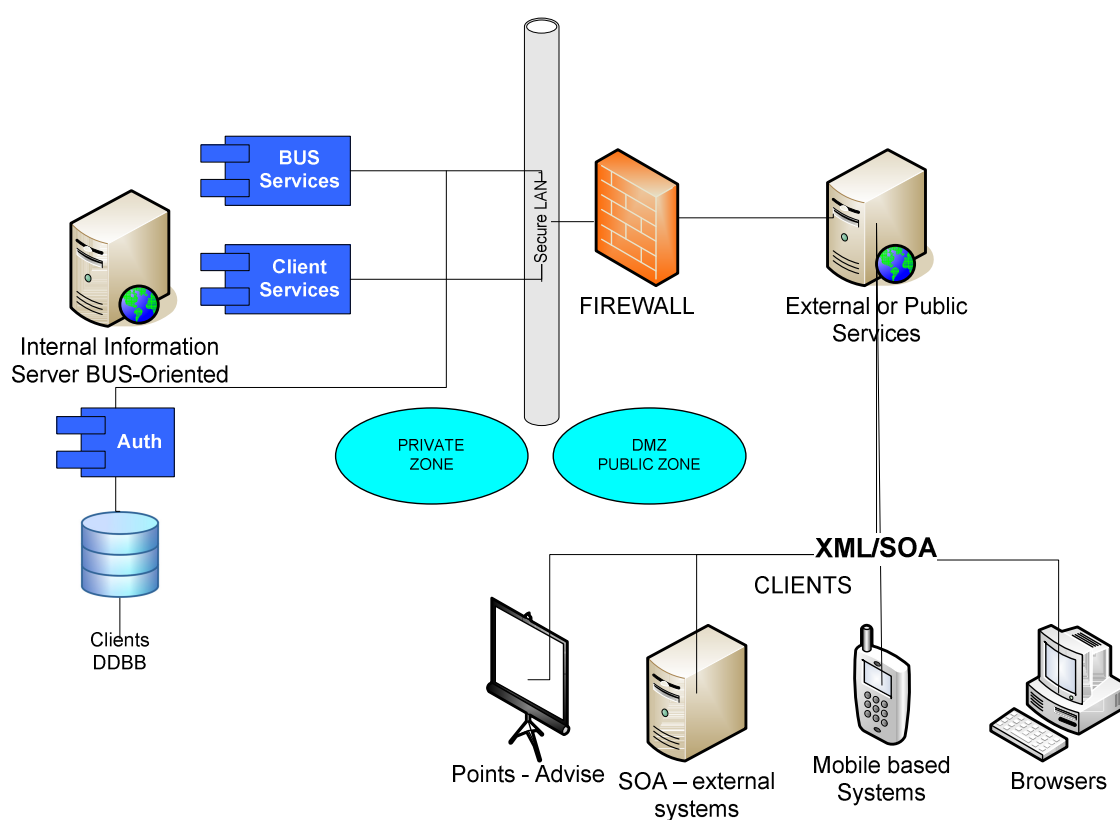 BUS
Services
Client
Services
Secure LAN
FIREWALL
External or Public
Services
Internal Information
Server BUS-Oriented
Auth
PRIVATE
ZONE
DMZ
PUBLIC ZONE
Clients
DDBB
XML/SOA
CLIENTS
Points - Advise
SOA – external
systems
Mobile based
Systems
Browsers